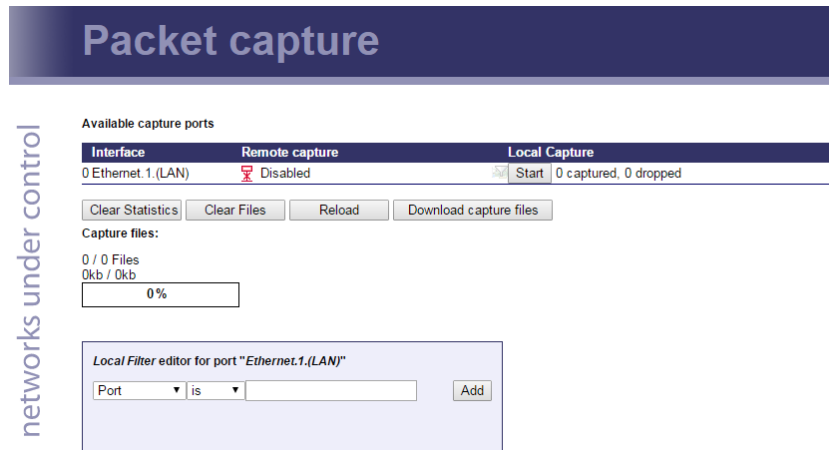 Packet capture
networks under control
Available capture ports
Interface Remote capture Local Capture
0 Ethernet.1.(LAN) Disabled Start 0 captured, 0 dropped
Clear Statistics Clear Files Reload Download capture files
Capture files:
0 / 0 Files
0kb / 0kb
0%
Local Filter editor for port "Ethernet.1.(LAN)"
Port is Add